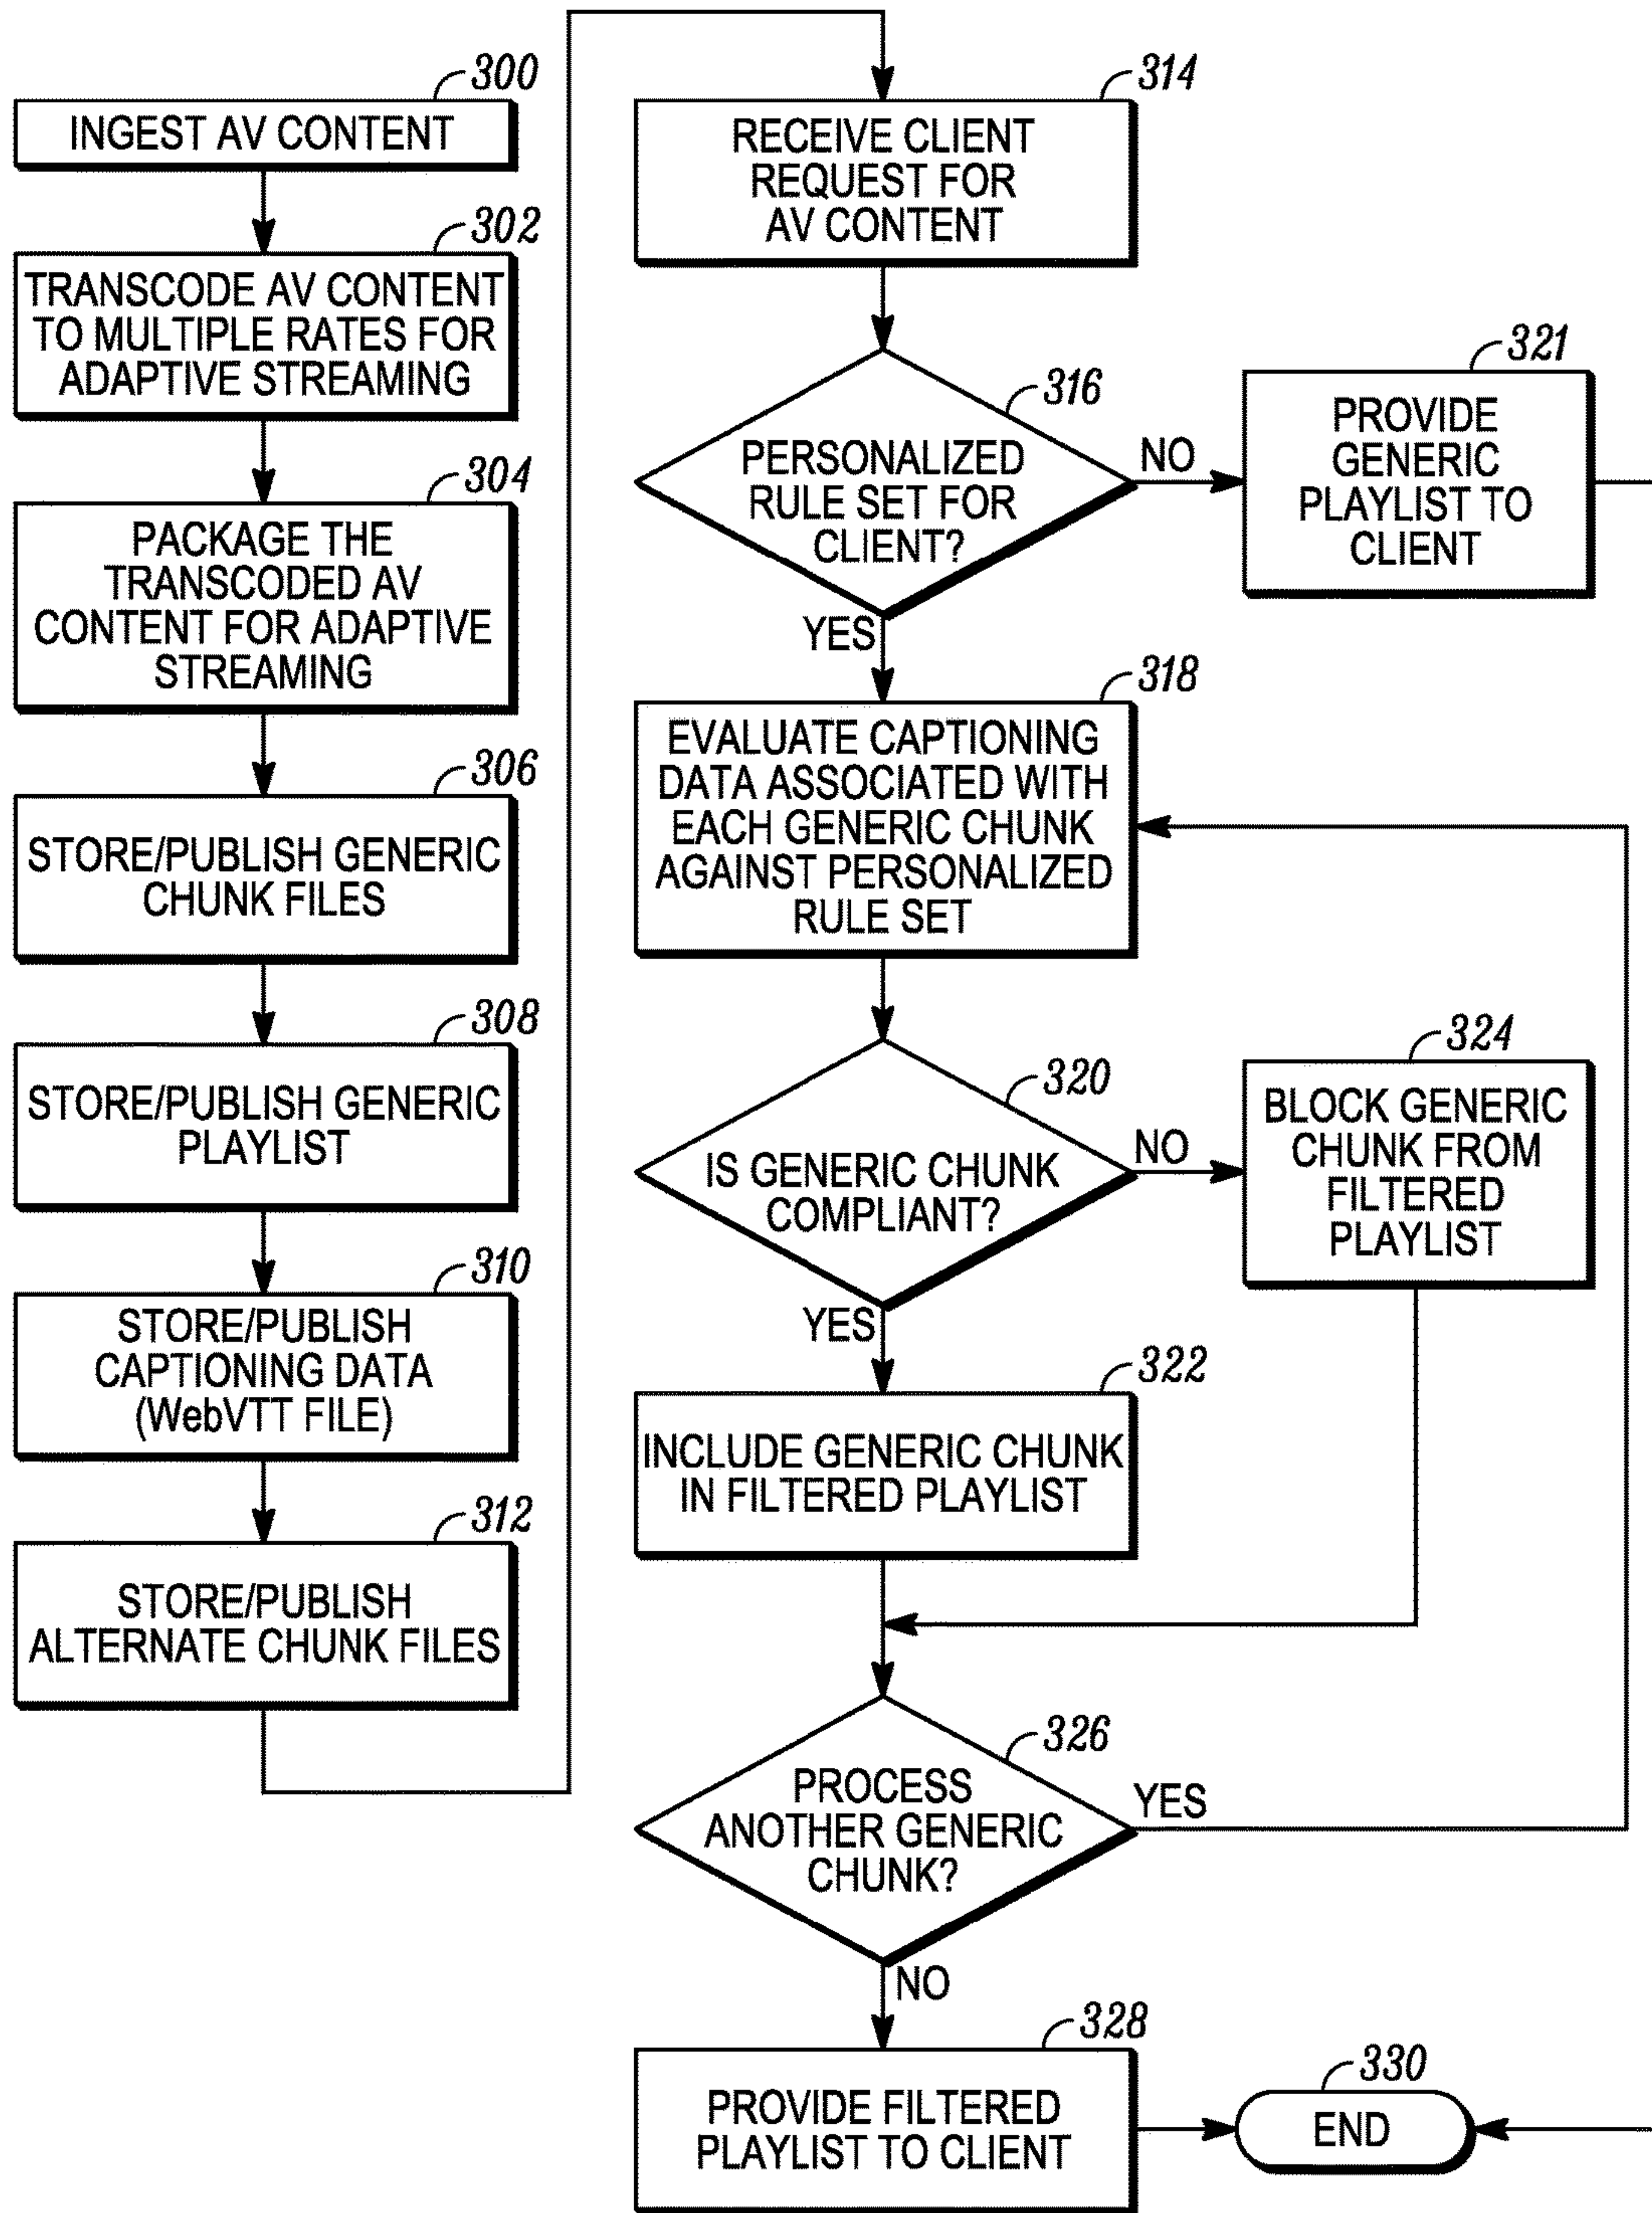 300
INGEST AV CONTENT
302
TRANSCODE AV CONTENT
TO MULTIPLE RATES FOR
ADAPTIVE STREAMING
304
PACKAGE THE
TRANSCODED AV
CONTENT FOR ADAPTIVE
STREAMING
306
STORE/PUBLISH GENERIC
CHUNK FILES
308
STORE/PUBLISH GENERIC
PLAYLIST
310
STORE/PUBLISH
CAPTIONING DATA
(WebVTT FILE)
312
STORE/PUBLISH
ALTERNATE CHUNK FILES
314
RECEIVE CLIENT
REQUEST FOR
AV CONTENT
316
PERSONALIZED
RULE SET FOR
CLIENT?
NO
321
PROVIDE
GENERIC
PLAYLIST TO
CLIENT
YES
318
EVALUATE CAPTIONING
DATA ASSOCIATED WITH
EACH GENERIC CHUNK
AGAINST PERSONALIZED
RULE SET
320
IS GENERIC CHUNK
COMPLIANT?
NO
324
BLOCK GENERIC
CHUNK FROM
FILTERED
PLAYLIST
YES
322
INCLUDE GENERIC CHUNK
IN FILTERED PLAYLIST
326
PROCESS
ANOTHER GENERIC
CHUNK?
YES
NO
328
PROVIDE FILTERED
PLAYLIST TO CLIENT
330
END